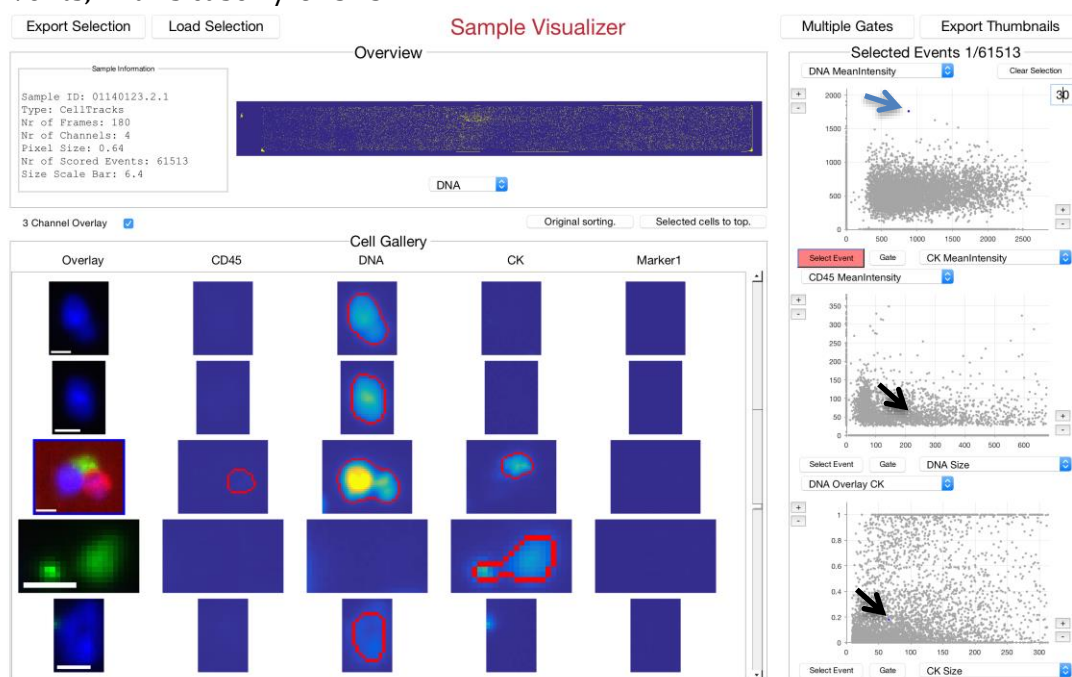 Export Selection
Load Selection
Sample Visualizer
Multiple Gates
Export Thumbnails
Overview
Sample Information
Sample ID: 01140123.2.1
Type: CellTracks
Nr of Frames: 180
Nr of Channels: 4
Pixel Size: 0.64
Nr of Scored Events: 61513
Size Scale Bar: 6.4
DNA
3 Channel Overlay
Original sorting.
Selected cells to top.
Cell Gallery
Overlay
CD45
DNA
CK
Marker1
Selected Events 1/61513
DNA MeanIntensity
Clear Selection
30
+
-
2000
1500
1000
500
0
0 500 1000 1500 2000 2500
+
-
Select Event
Gate
CK MeanIntensity
CD45 MeanIntensity
+
-
350
300
250
200
150
100
50
0
0 100 200 300 400 500 600
+
-
Select Event
Gate
DNA Size
DNA Overlay CK
+
-
1
0.8
0.6
0.4
0.2
0
0 50 100 150 200 250 300
+
-
Select Event
Gate
CK Size